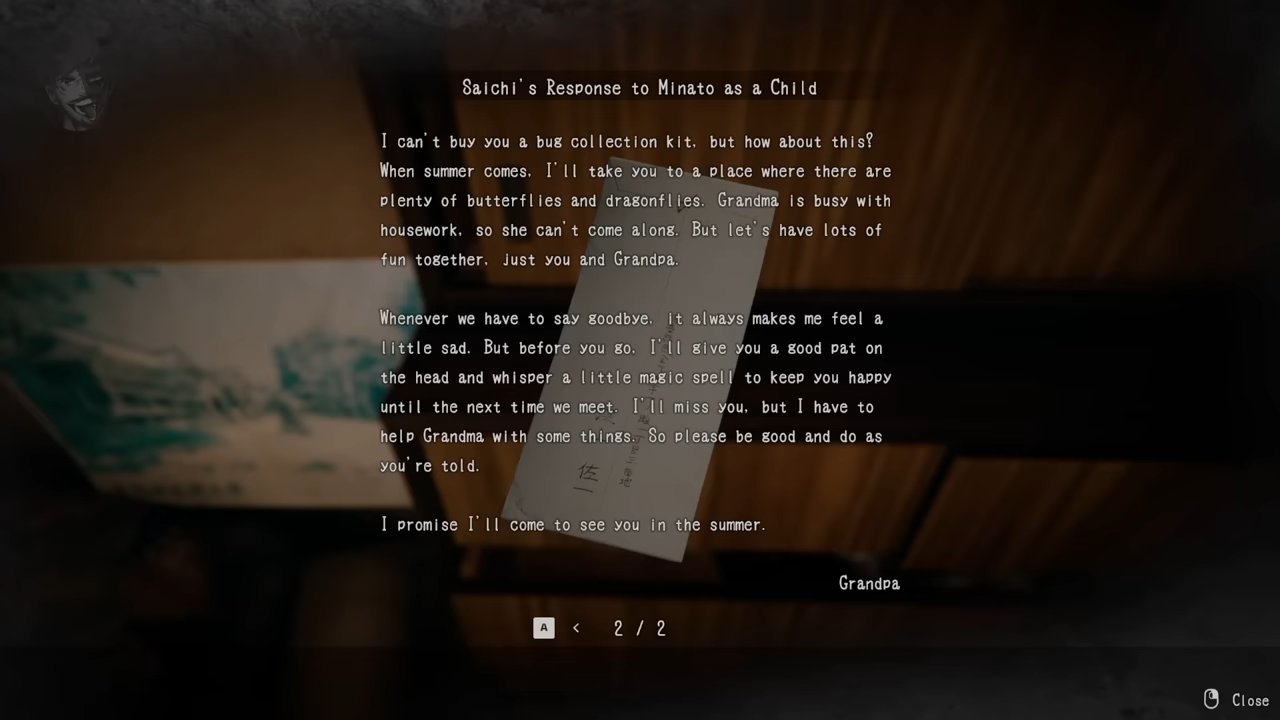 Saichi's Response to Minato as a Child
I can't buy you a bug collection kit, but how about this?
When summer comes, I'll take you to a place where there are
plenty of butterflies and dragonflies. Grandma is busy with
housework, so she can't come along. But let's have lots of
fun together, just you and Grandpa.
Whenever we have to say goodbye, it always makes me feel a
little sad. But before you go, I'll give you a good pat on
the head and whisper a little magic spell to keep you happy
until the next time we meet. I'll miss you, but I have to
help Grandma with some things. So please be good and do as
you're told.
I promise I'll come to see you in the summer.
Grandpa
A < 2 / 2
Close
佐一